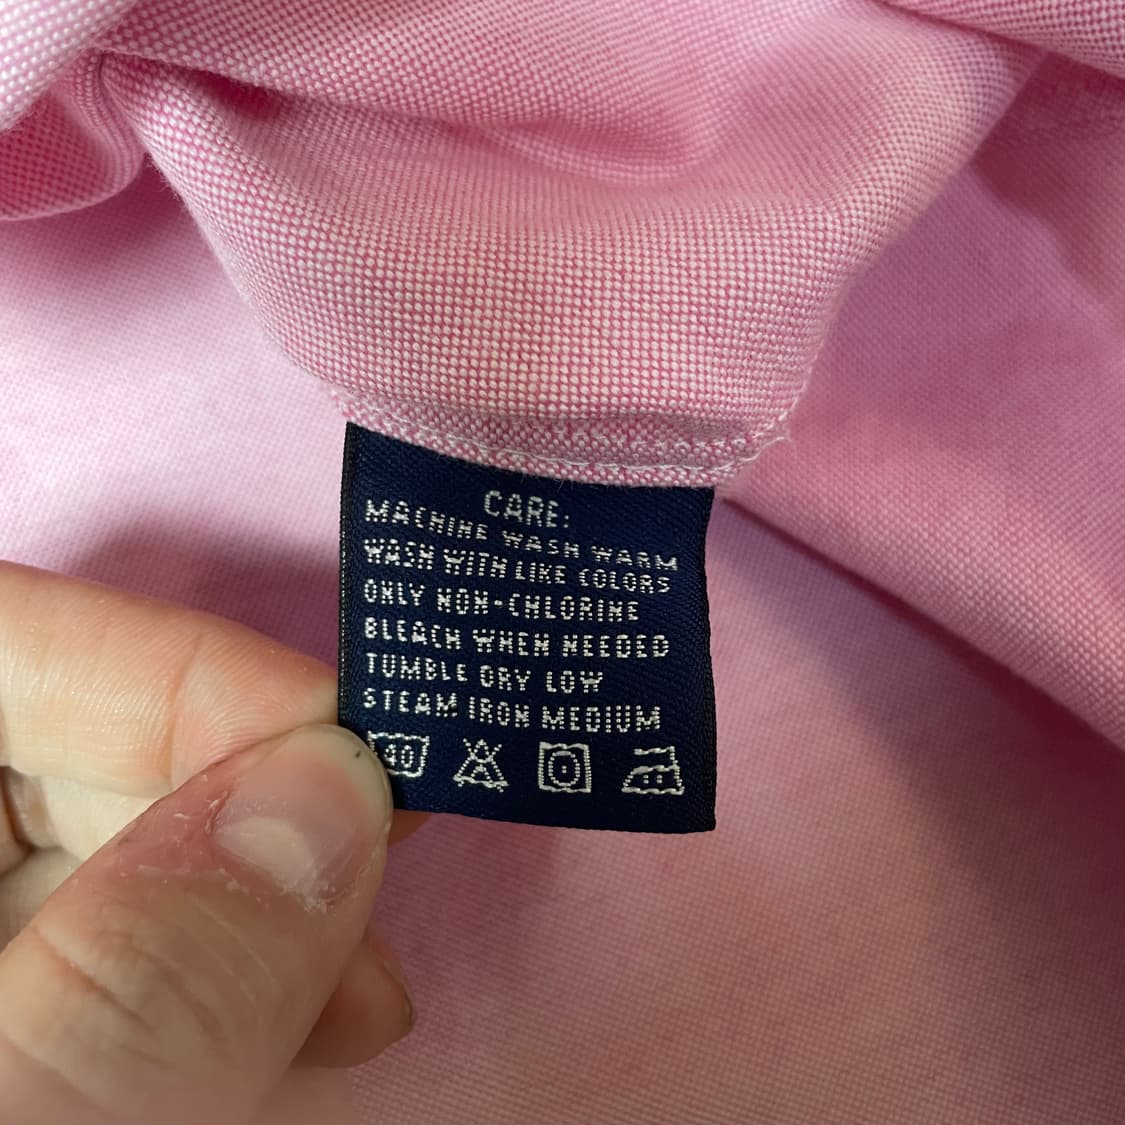 CARE:
MACHINE WASH WARM
WASH WITH LIKE COLORS
ONLY NON-CHLORINE
BLEACH WHEN NEEDED
TUMBLE DRY LOW
STEAM IRON MEDIUM
40